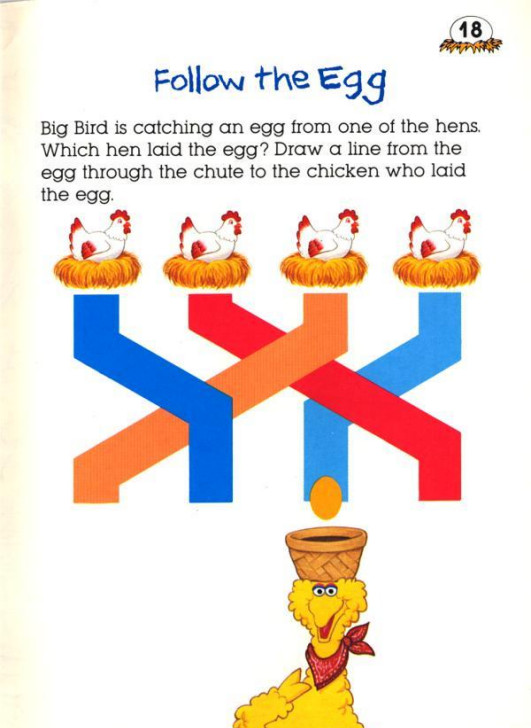 18
Follow the Egg
Big Bird is catching an egg from one of the hens.
Which hen laid the egg? Draw a line from the
egg through the chute to the chicken who laid
the egg.